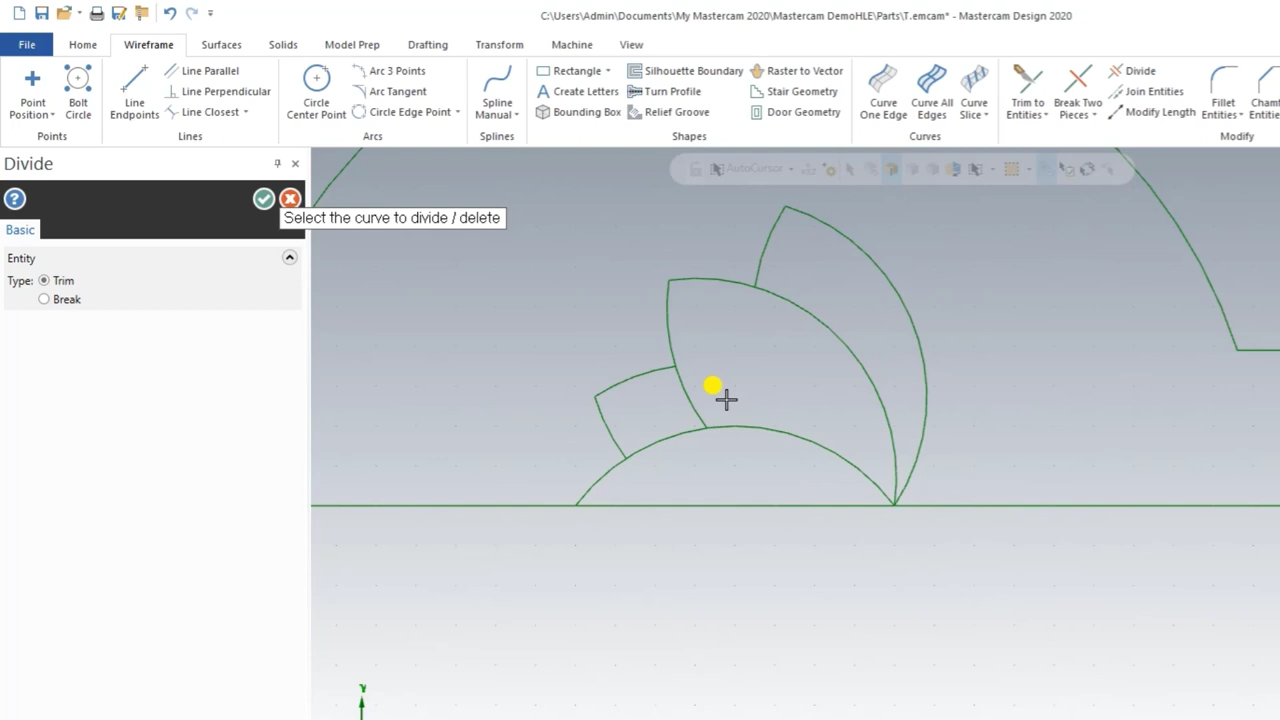 C:\Users\Admin\Documents\My Mastercam 2020\Mastercam DemoHLE\Parts\T.emcam* - Mastercam Design 2020
File Home Wireframe Surfaces Solids Model Prep Drafting Transform Machine View
Point Position
Bolt Circle
Points
Line Endpoints
Line Parallel
Line Perpendicular
Line Closest
Lines
Circle Center Point
Arc 3 Points
Arc Tangent
Circle Edge Point
Arcs
Spline Manual
Splines
Rectangle
Create Letters
Bounding Box
Silhouette Boundary
Turn Profile
Relief Groove
Raster to Vector
Stair Geometry
Door Geometry
Shapes
Curve One Edge
Curve All Edges
Curve Slice
Curves
Trim to Entities
Break Two Pieces
Divide
Join Entities
Modify Length
Fillet Entities
Chamf
Entitie
Modify
Divide
AutoCursor
?
Select the curve to divide / delete
Basic
Entity
Type: Trim
Break
Y